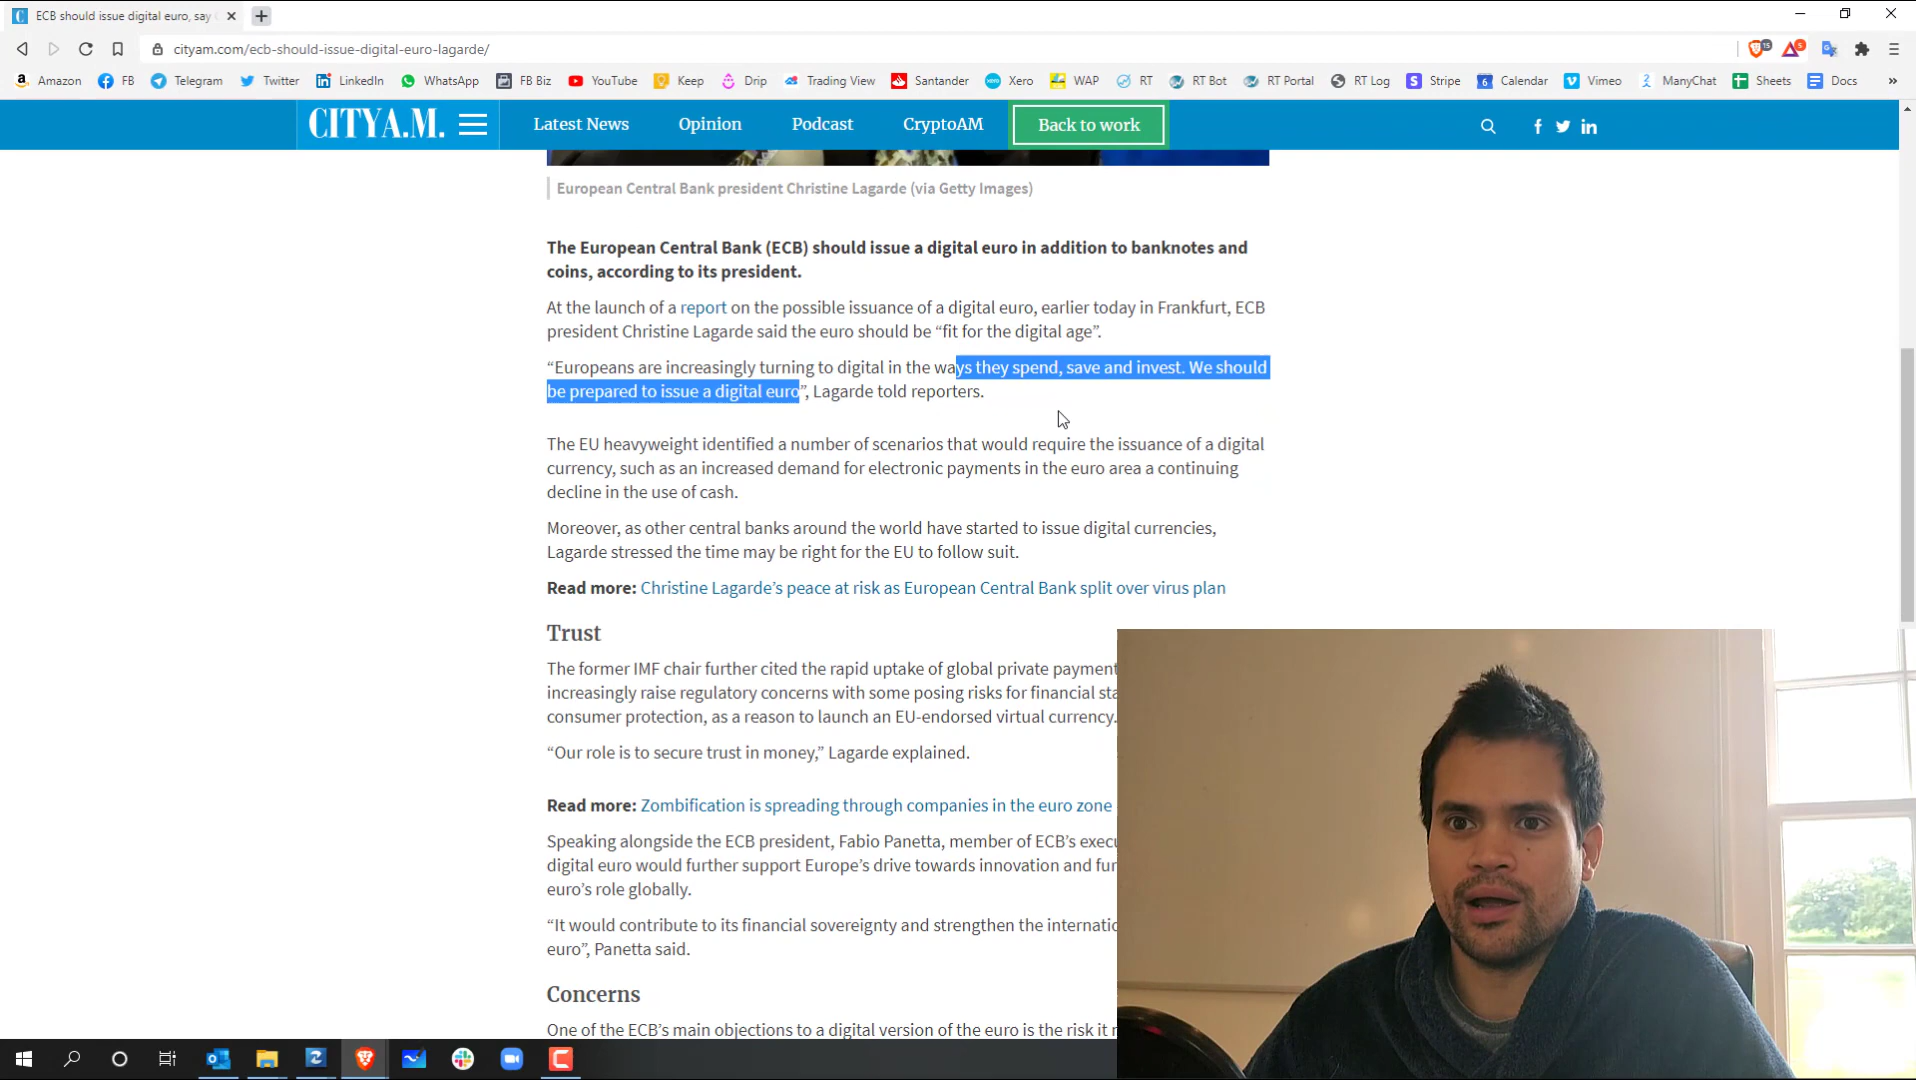 ECB should issue digital euro, say
cityam.com/ecb-should-issue-digital-euro-lagarde/
15
5
Amazon FB Telegram Twitter LinkedIn WhatsApp FB Biz YouTube Keep Drip Trading View Santander Xero WAP RT RT Bot RT Portal RT Log Stripe Calendar Vimeo ManyChat Sheets Docs »
CITYA.M. Latest News Opinion Podcast CryptoAM Back to work
European Central Bank president Christine Lagarde (via Getty Images)
The European Central Bank (ECB) should issue a digital euro in addition to banknotes and
coins, according to its president.
At the launch of a report on the possible issuance of a digital euro, earlier today in Frankfurt, ECB
president Christine Lagarde said the euro should be “fit for the digital age”.
“Europeans are increasingly turning to digital in the ways they spend, save and invest. We should
be prepared to issue a digital euro”, Lagarde told reporters.
The EU heavyweight identified a number of scenarios that would require the issuance of a digital
currency, such as an increased demand for electronic payments in the euro area a continuing
decline in the use of cash.
Moreover, as other central banks around the world have started to issue digital currencies,
Lagarde stressed the time may be right for the EU to follow suit.
Read more: Christine Lagarde’s peace at risk as European Central Bank split over virus plan
Trust
The former IMF chair further cited the rapid uptake of global private payment
increasingly raise regulatory concerns with some posing risks for financial sta
consumer protection, as a reason to launch an EU-endorsed virtual currency.
“Our role is to secure trust in money,” Lagarde explained.
Read more: Zombification is spreading through companies in the euro zone
Speaking alongside the ECB president, Fabio Panetta, member of ECB’s execu
digital euro would further support Europe’s drive towards innovation and fur
euro’s role globally.
“It would contribute to its financial sovereignty and strengthen the internatio
euro”, Panetta said.
Concerns
One of the ECB’s main objections to a digital version of the euro is the risk it r